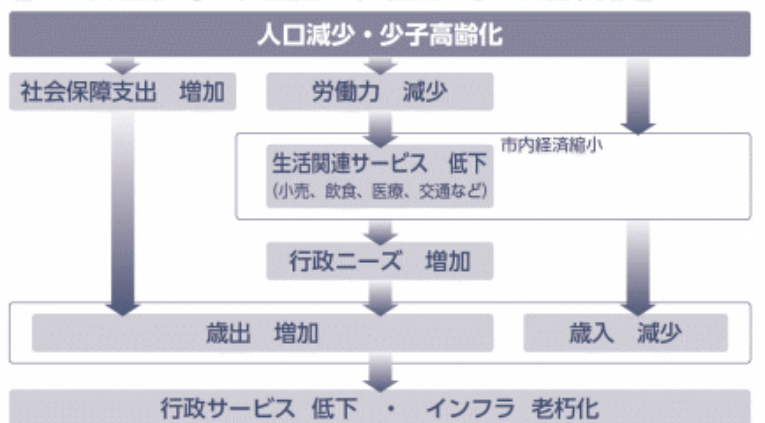 人口減少・少子高齢化
社会保障支出 増加
労働力 減少
市内経済縮小
生活関連サービス 低下
(小売、飲食、医療、交通など)
行政ニーズ 増加
歳出 増加
歳入 減少
行政サービス 低下 ・ インフラ 老朽化